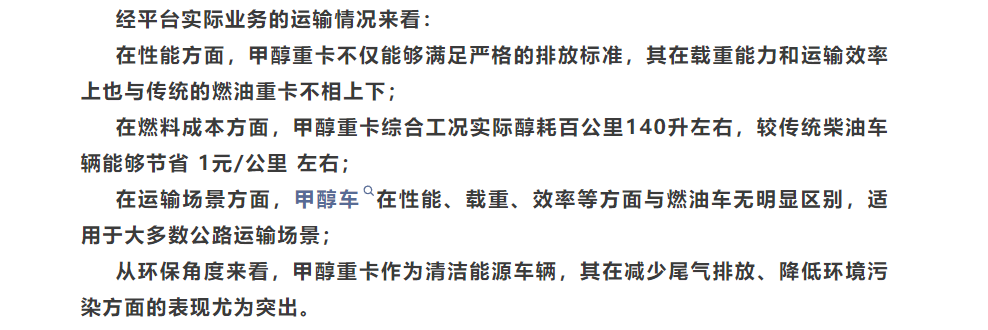 经平台实际业务的运输情况来看：
在性能方面，甲醇重卡不仅能够满足严格的排放标准，其在载重能力和运输效率
上也与传统的燃油重卡不相上下；
在燃料成本方面，甲醇重卡综合工况实际醇耗百公里140升左右，较传统柴油车
辆能够节省 1元/公里 左右；
在运输场景方面，甲醇车在性能、载重、效率等方面与燃油车无明显区别，适
用于大多数公路运输场景；
从环保角度来看，甲醇重卡作为清洁能源车辆，其在减少尾气排放、降低环境污
染方面的表现尤为突出。